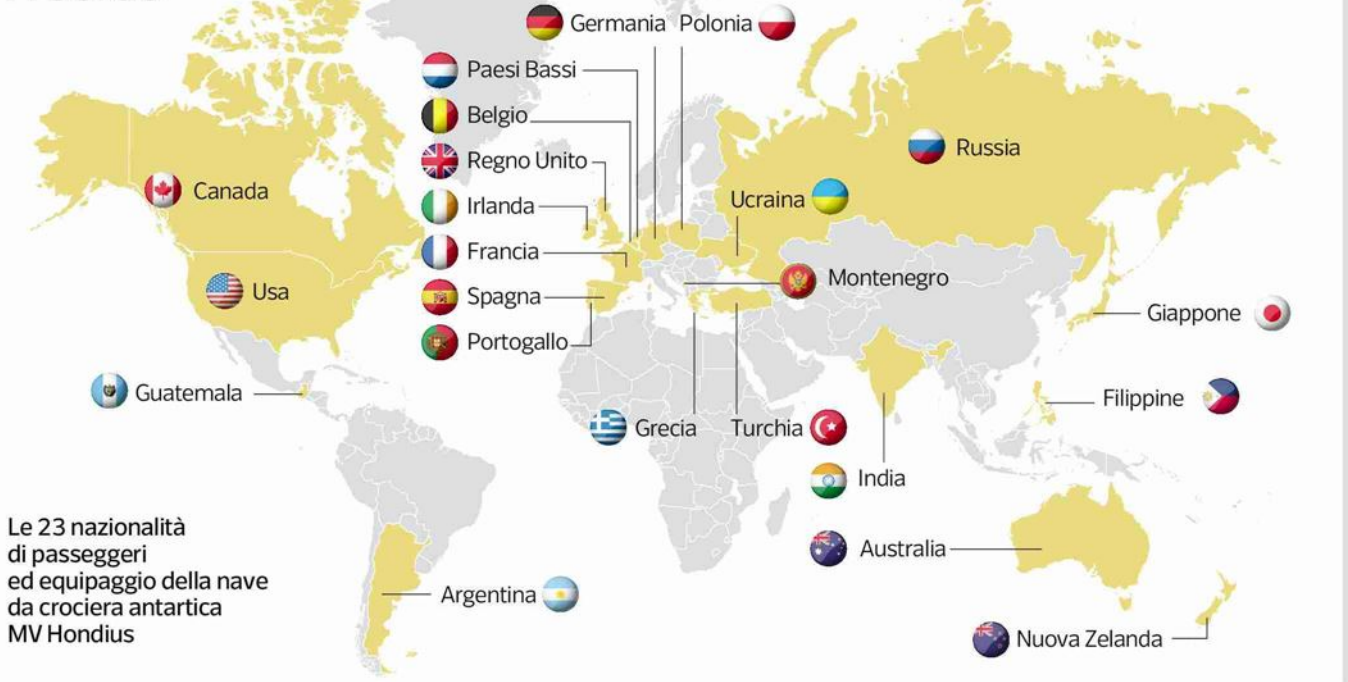 Germania
Polonia
Paesi Bassi
Belgio
Regno Unito
Irlanda
Francia
Spagna
Portogallo
Canada
Usa
Guatemala
Russia
Ucraina
Montenegro
Giappone
Filippine
Grecia
Turchia
India
Australia
Argentina
Nuova Zelanda
Le 23 nazionalità
di passeggeri
ed equipaggio della nave
da crociera antartica
MV Hondius